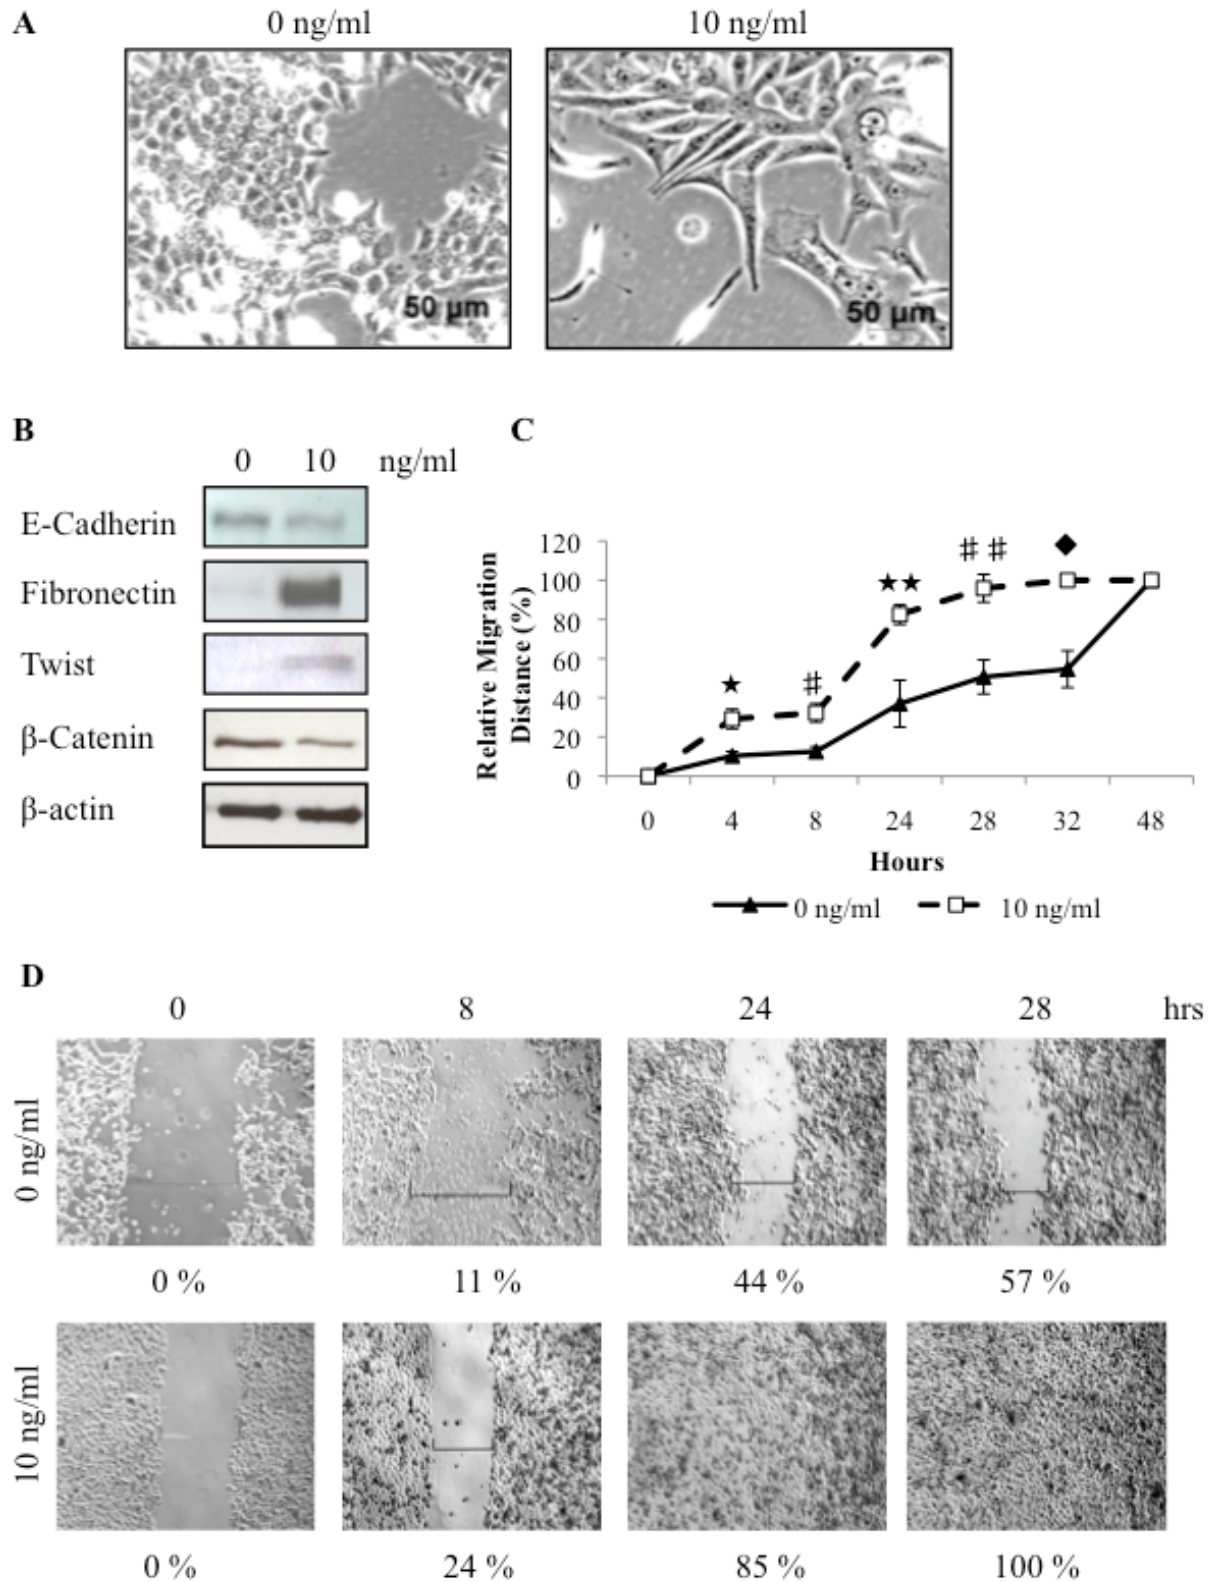 A
0 ng/ml
10 ng/ml
50 µm
50 µm
B
0 10 ng/ml
E-Cadherin
Fibronectin
Twist
β-Catenin
β-actin
C
Relative Migration
Distance (%)
120
100
80
60
40
20
0
★
♯
★★
♯♯
◆
0 4 8 24 28 32 48
Hours
0 ng/ml 10 ng/ml
D
0 8 24 28 hrs
0 ng/ml
0 % 11 % 44 % 57 %
10 ng/ml
0 % 24 % 85 % 100 %